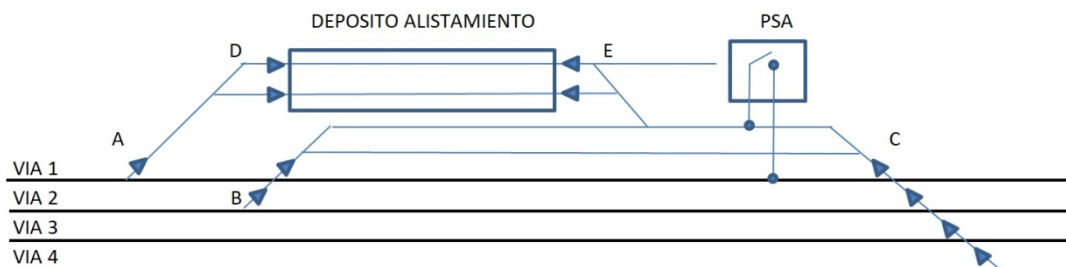 DEPOSITO ALISTAMIENTO
PSA
D
E
A
C
VIA 1
VIA 2
B
VIA 3
VIA 4